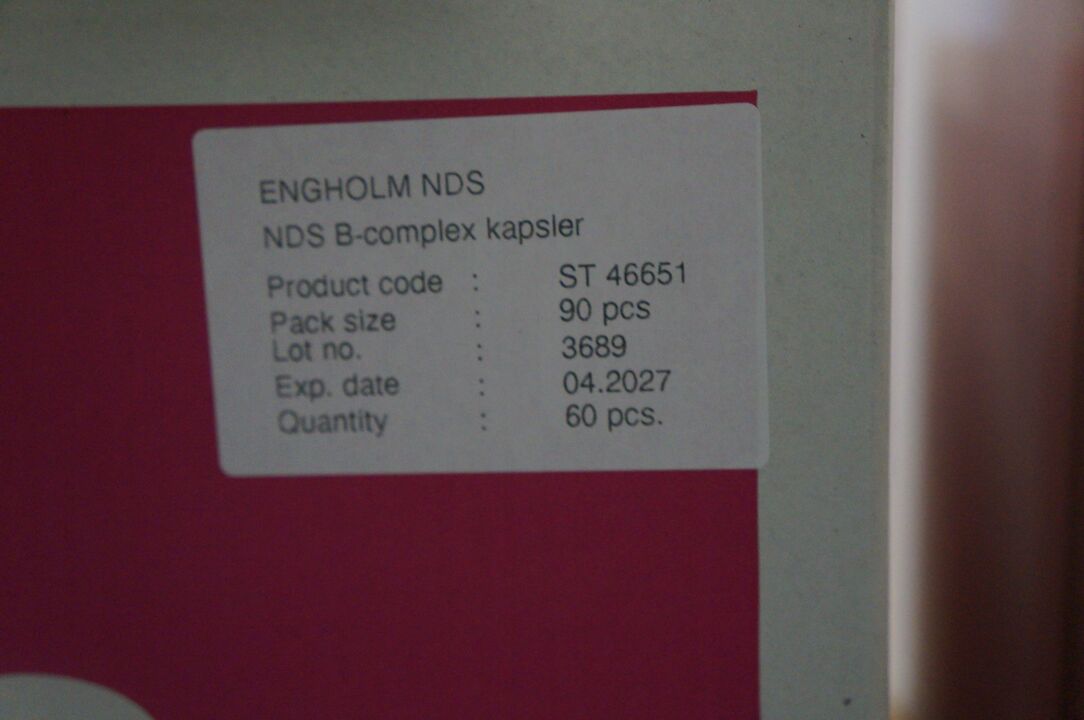 ENGHOLM NDS
NDS B-complex kapsler
Product code : ST 46651
Pack size : 90 pcs
Lot no. : 3689
Exp. date : 04.2027
Quantity : 60 pcs.